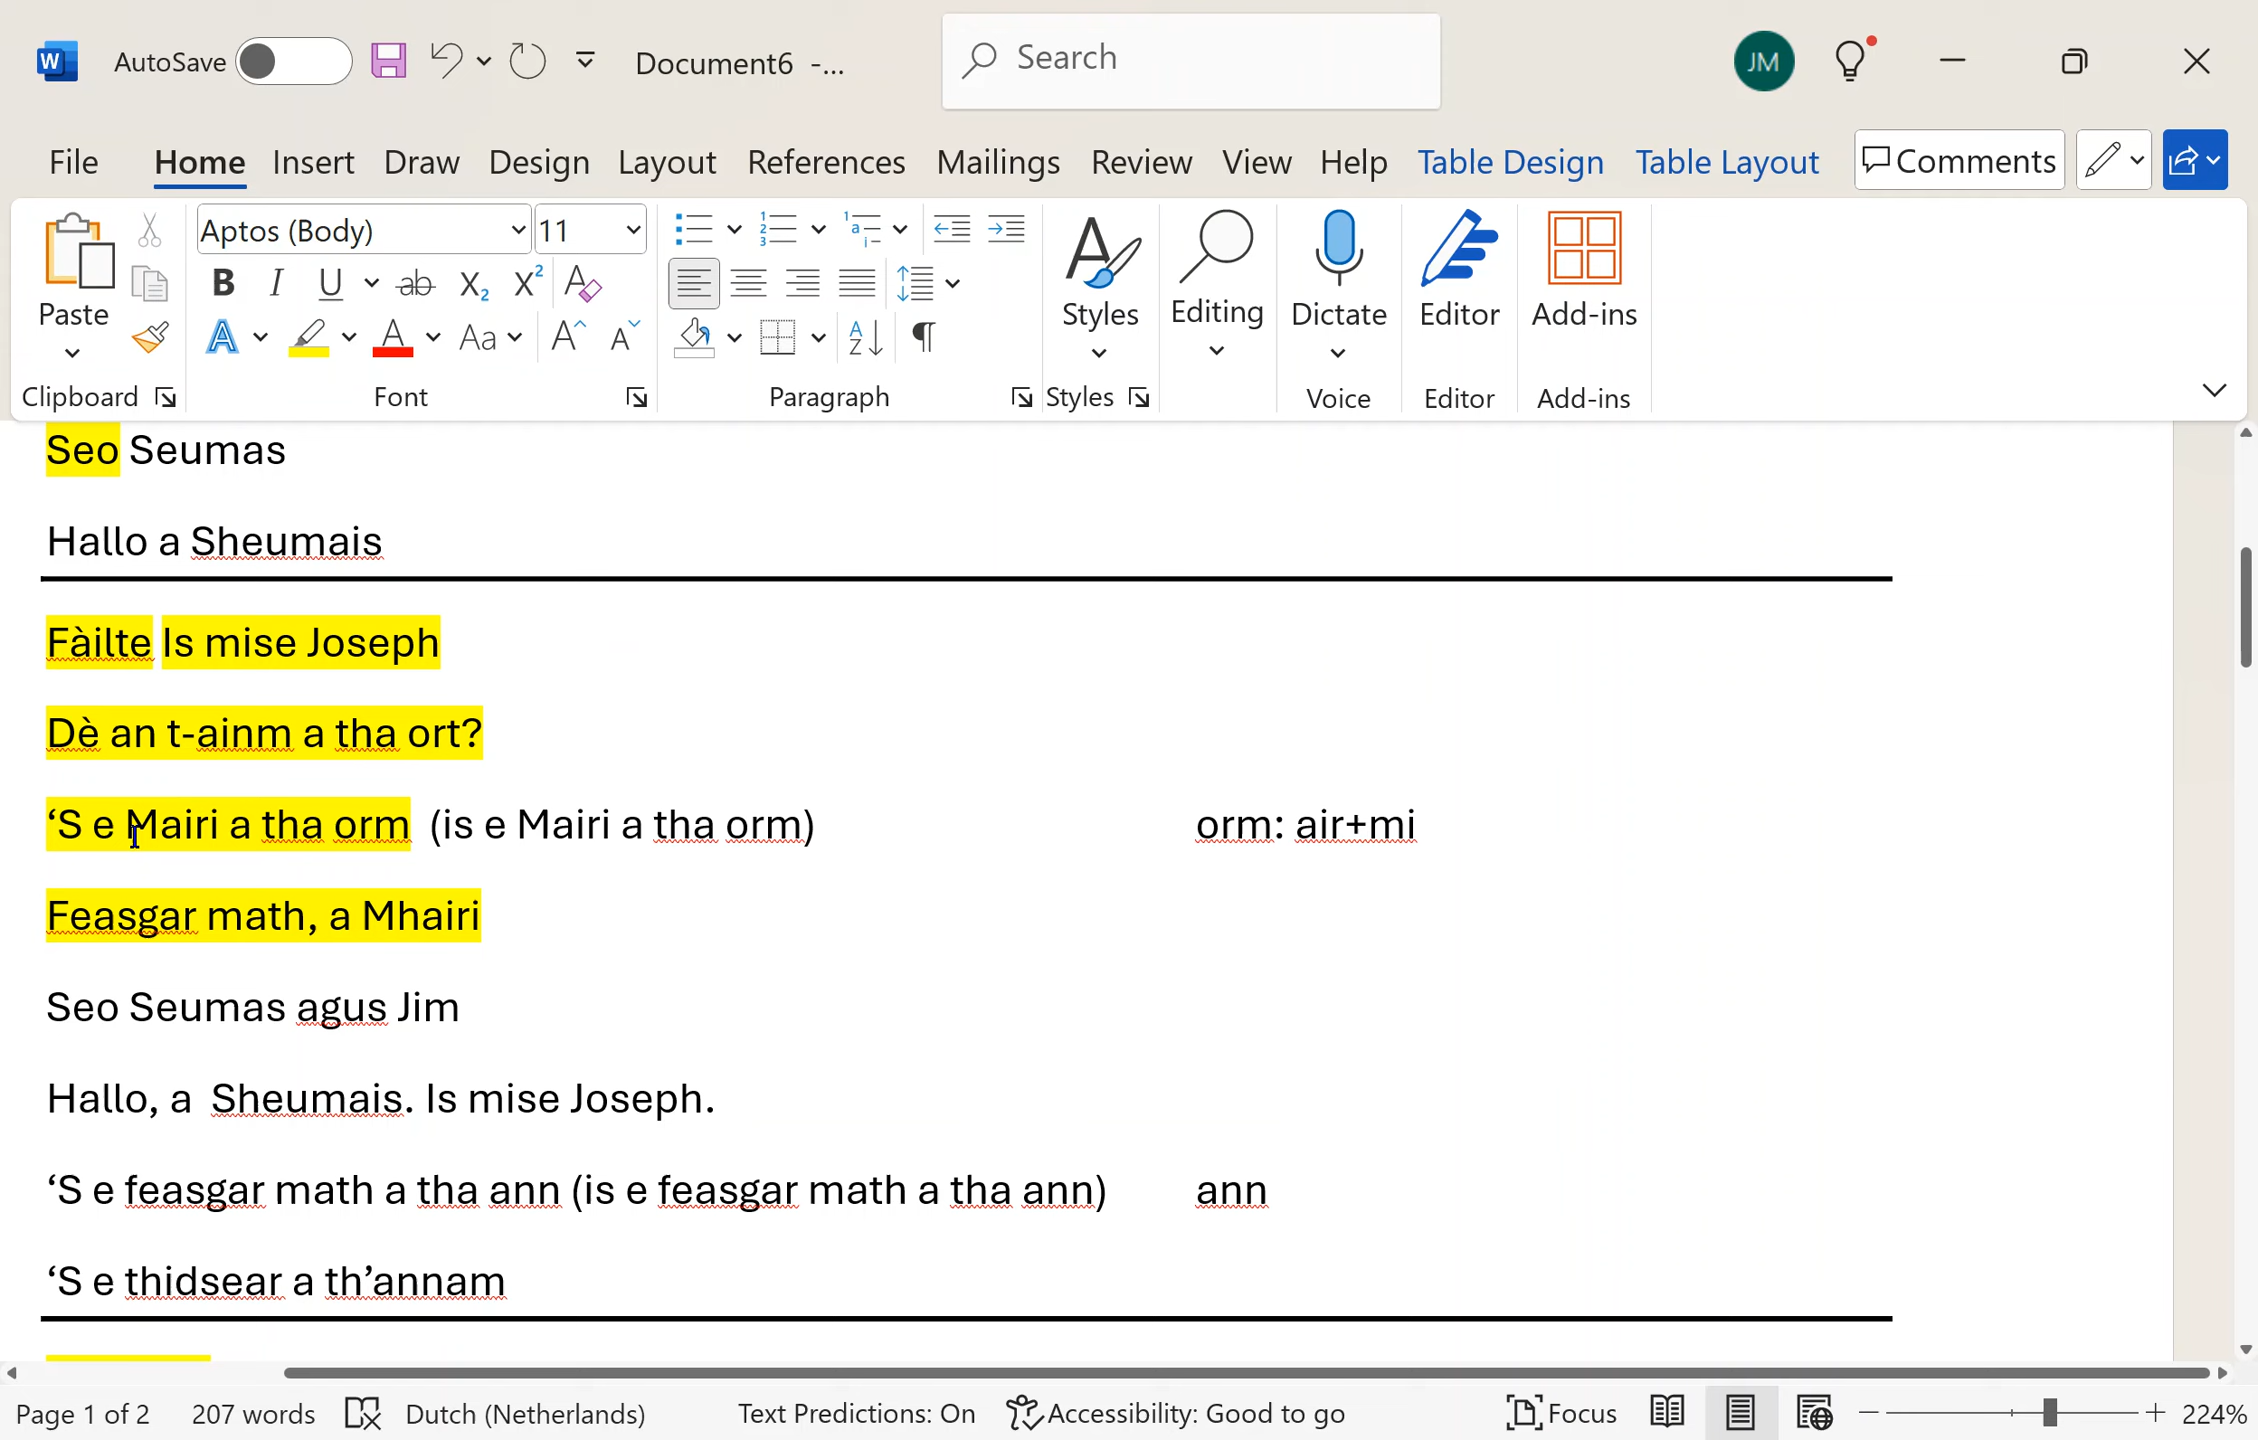 W AutoSave Document6 -... Search JM
File Home Insert Draw Design Layout References Mailings Review View Help Table Design Table Layout Comments
Paste Aptos (Body) 11 Styles Editing Dictate Editor Add-ins
Clipboard Font Paragraph Styles Voice Editor Add-ins
Seo Seumas
Hallo a Sheumais
Fàilte Is mise Joseph
Dè an t-ainm a tha ort?
‘S e Mairi a tha orm (is e Mairi a tha orm) orm: air+mi
Feasgar math, a Mhairi
Seo Seumas agus Jim
Hallo, a Sheumais. Is mise Joseph.
‘S e feasgar math a tha ann (is e feasgar math a tha ann) ann
‘S e thidsear a th’annam
Page 1 of 2 207 words Dutch (Netherlands) Text Predictions: On Accessibility: Good to go Focus 224%